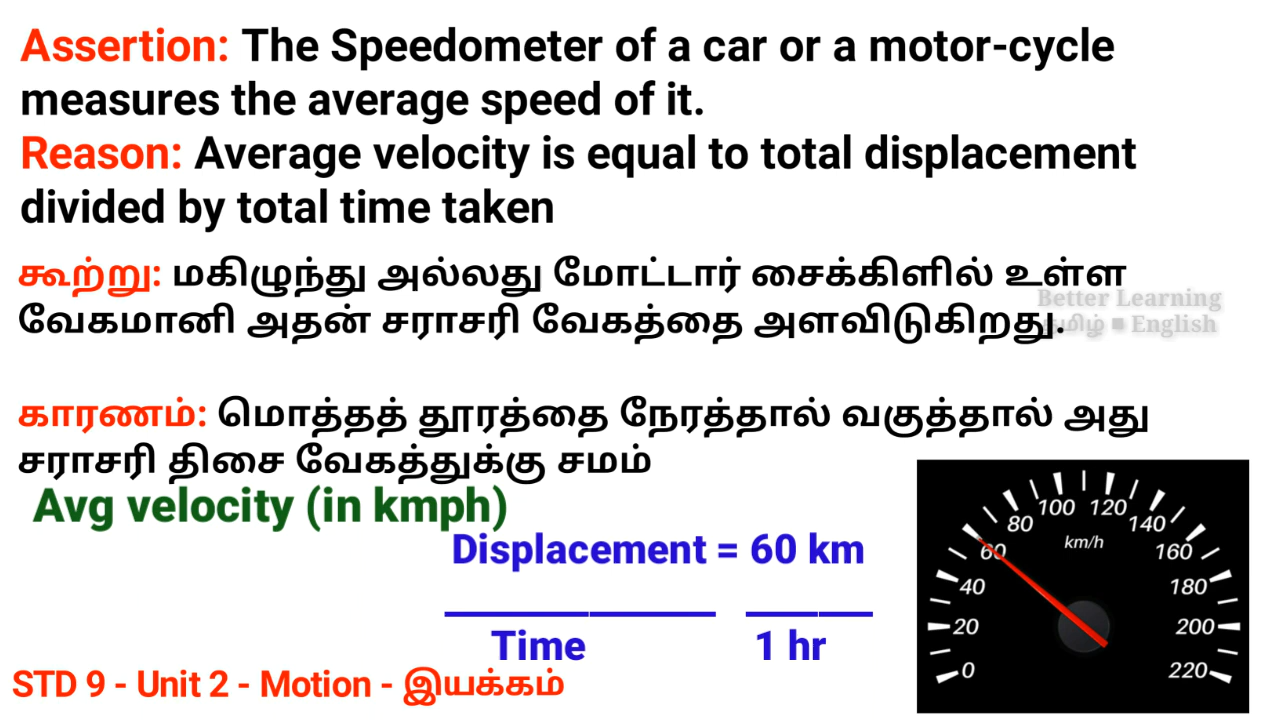 Assertion: The Speedometer of a car or a motor-cycle
measures the average speed of it.
Reason: Average velocity is equal to total displacement
divided by total time taken
கூற்று: மகிழுந்து அல்லது மோட்டார் சைக்கிளில் உள்ள
வேகமானி அதன் சராசரி வேகத்தை அளவிடுகிறது.
Better Learning
தமிழ் ■ English
காரணம்: மொத்தத் தூரத்தை நேரத்தால் வகுத்தால் அது
சராசரி திசை வேகத்துக்கு சமம்
Avg velocity (in kmph)
Displacement = 60 km
Time 1 hr
0 20 40 60 80 100 120 140 160 180 200 220
km/h
STD 9 - Unit 2 - Motion - இயக்கம்